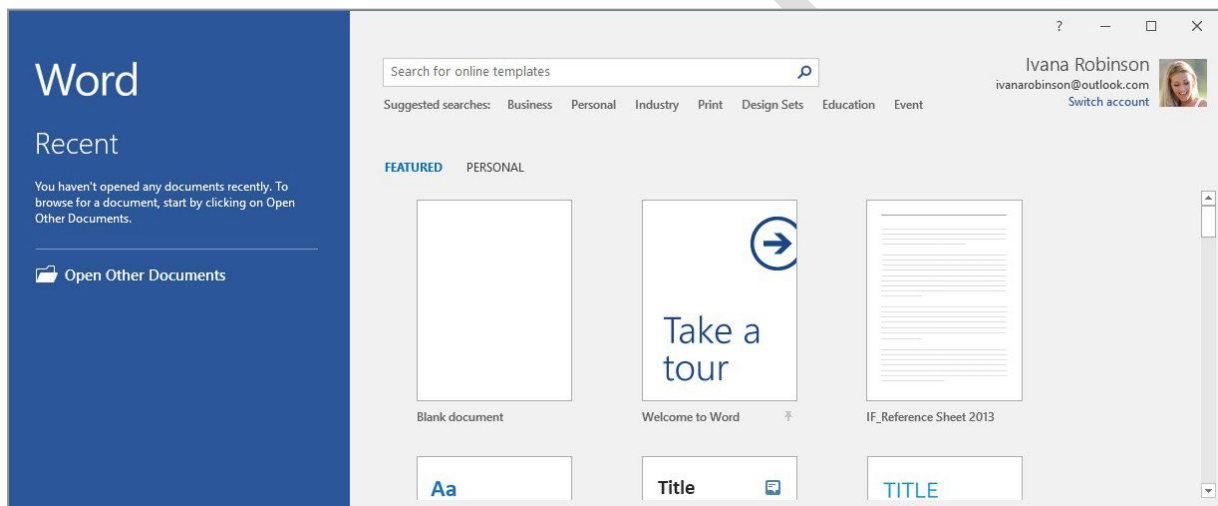 ?
Word
Search for online templates
Ivana Robinson
ivanarobinson@outlook.com
Switch account
Suggested searches: Business Personal Industry Print Design Sets Education Event
Recent
You haven't opened any documents recently. To
browse for a document, start by clicking on Open
Other Documents.
Open Other Documents
FEATURED PERSONAL
Take a
tour
Blank document
Welcome to Word
IF_Reference Sheet 2013
Aa
Title
TITLE